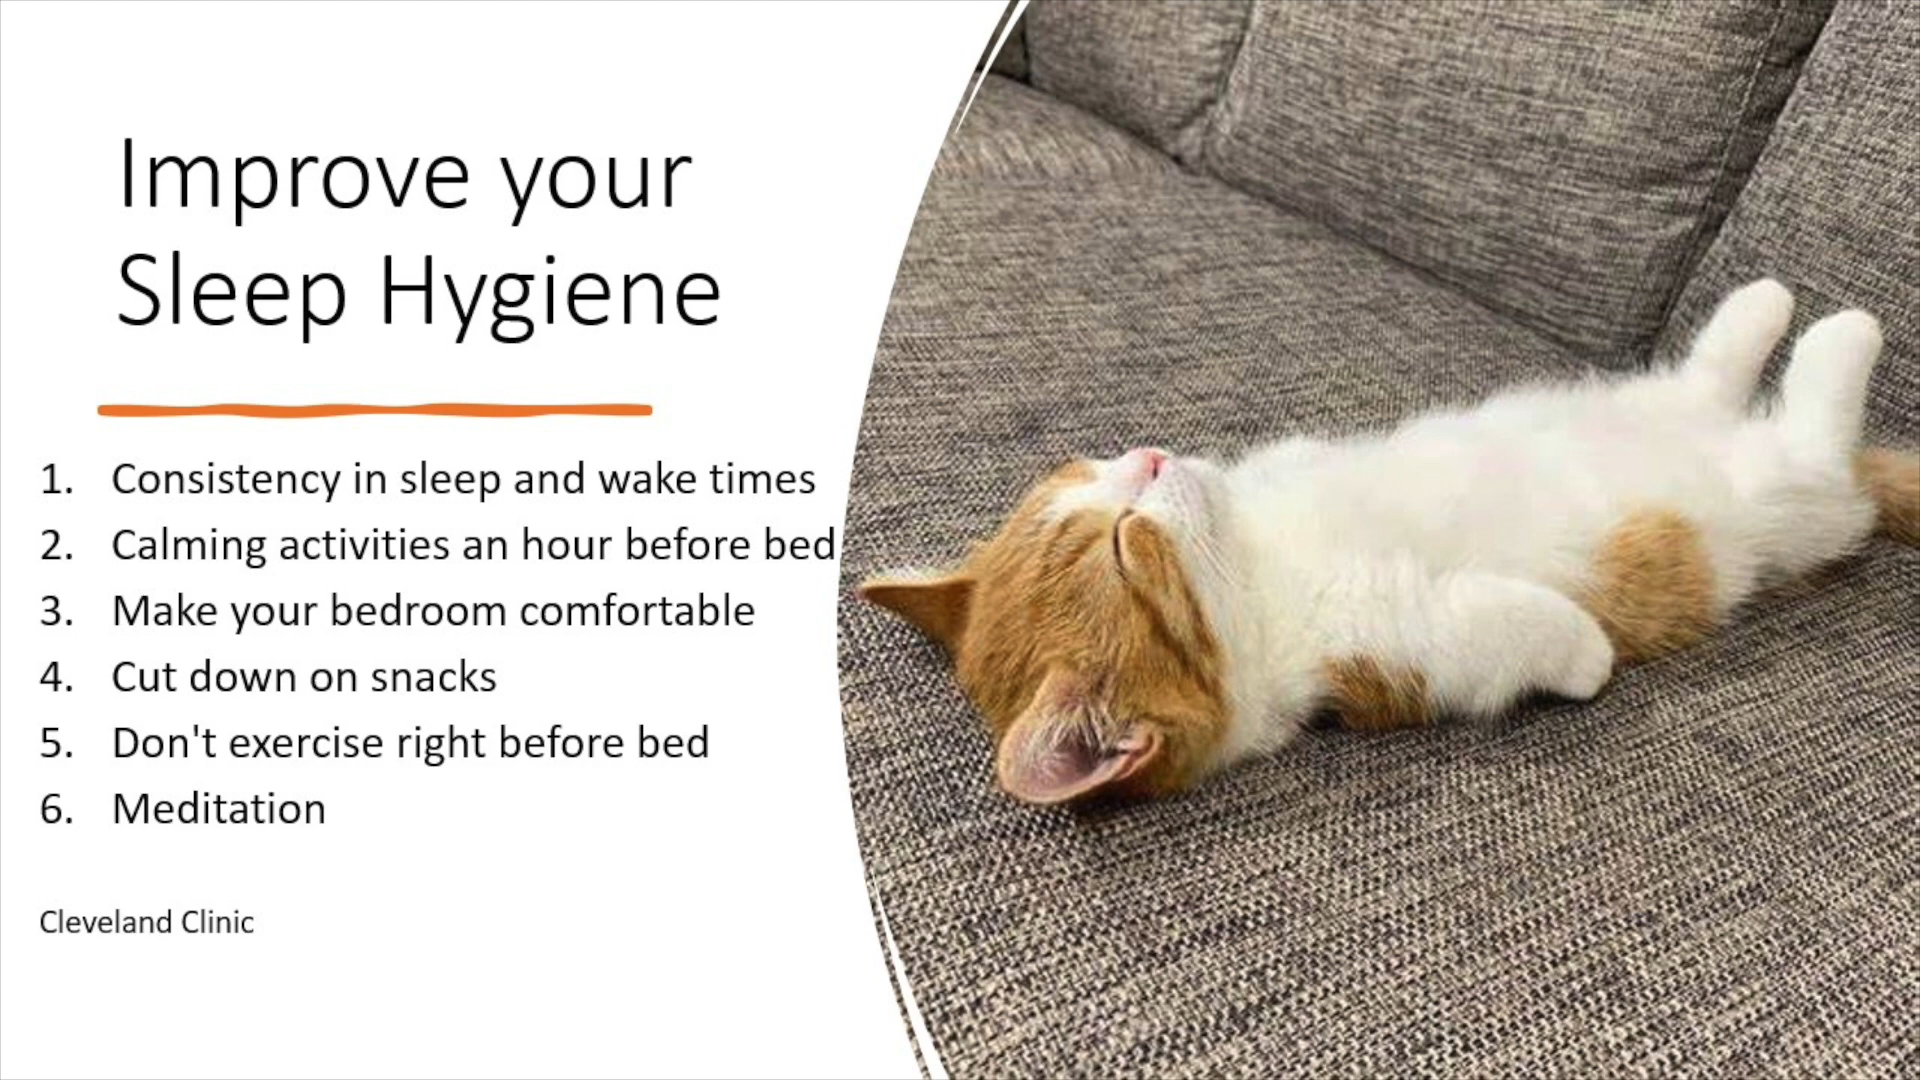 Improve your
Sleep Hygiene
1. Consistency in sleep and wake times
2. Calming activities an hour before bed
3. Make your bedroom comfortable
4. Cut down on snacks
5. Don't exercise right before bed
6. Meditation
Cleveland Clinic